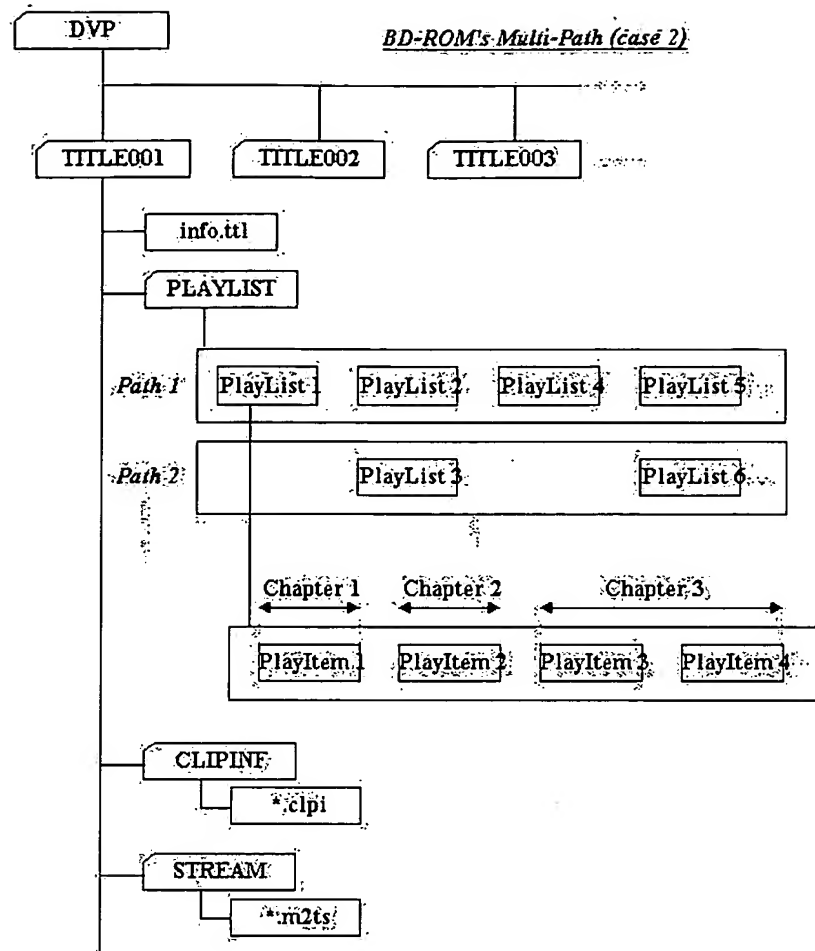 DVP
BD-ROM's Multi-Path (case 2)
TITLE001 TITLE002 TITLE003
info.ttl
PLAYLIST
Path 1 PlayList 1 PlayList 2 PlayList 4 PlayList 5
Path 2 PlayList 3 PlayList 6
Chapter 1 Chapter 2 Chapter 3
PlayItem 1 PlayItem 2 PlayItem 3 PlayItem 4
CLIPINF
*.clpi
STREAM
*.m2ts